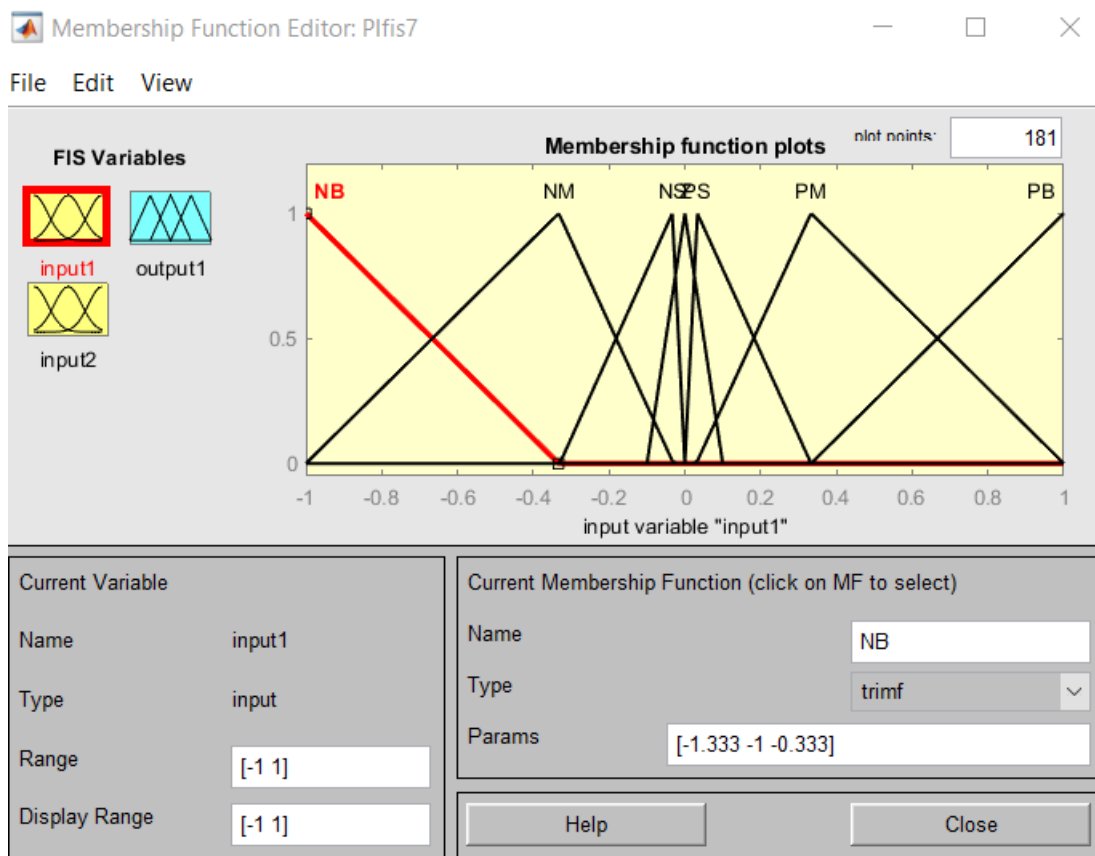 Membership Function Editor: PIfis7
File Edit View
FIS Variables
input1
output1
input2
Membership function plots
plot points:
181
NB
NM
NS
Z
PS
PM
PB
1
0.5
0
-1 -0.8 -0.6 -0.4 -0.2 0 0.2 0.4 0.6 0.8 1
input variable "input1"
Current Variable
Name input1
Type input
Range [-1 1]
Display Range [-1 1]
Current Membership Function (click on MF to select)
Name NB
Type trimf
Params [-1.333 -1 -0.333]
Help
Close